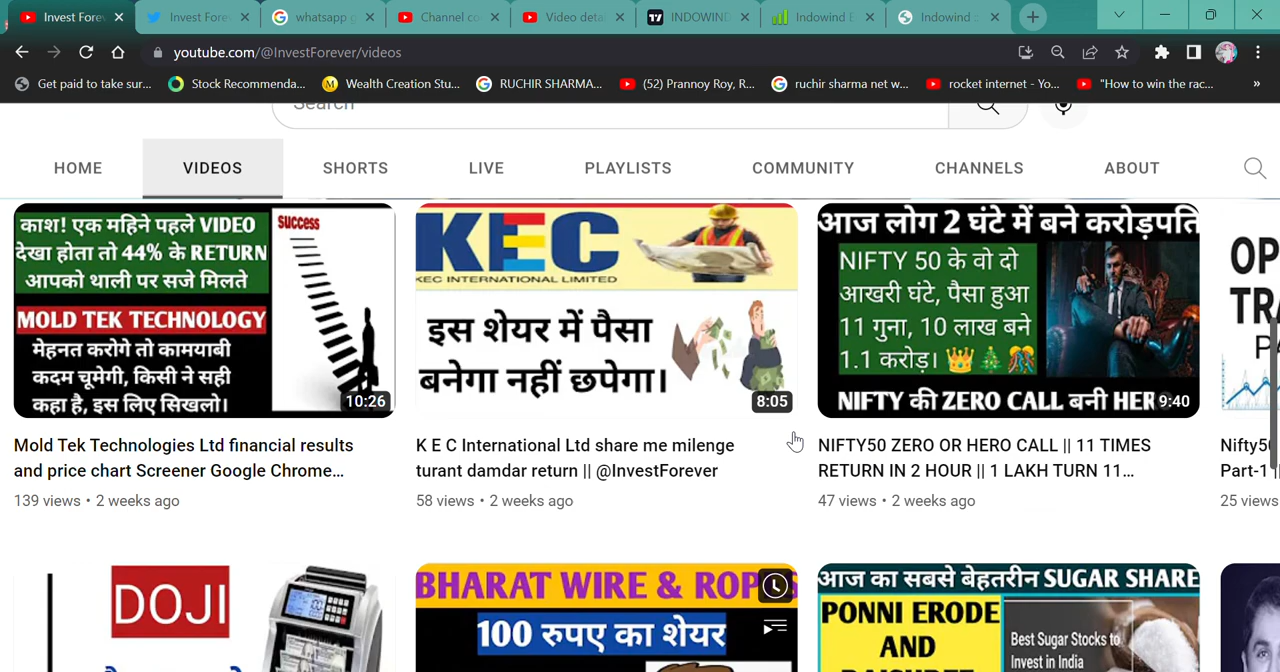 Invest Fore
Invest Fores
whatsapp g
Channel co
Video deta
INDOWIND
Indowind E
Indowind
youtube.com/@InvestForever/videos
Get paid to take sur...
Stock Recommenda...
Wealth Creation Stu...
RUCHIR SHARMA...
(52) Prannoy Roy, R...
ruchir sharma net w...
rocket internet - Yo...
"How to win the rac...
»
Search
HOME
VIDEOS
SHORTS
LIVE
PLAYLISTS
COMMUNITY
CHANNELS
ABOUT
काश! एक महिने पहले VIDEO
देखा होता तो 44% के RETURN
आपको थाली पर सजे मिलते
MOLD TEK TECHNOLOGY
मेहनत करोगे तो कामयाबी
कदम चूमेगी, किसी ने सही
कहा है, इस लिए सिखलो।
success
10:26
KEC
KEC INTERNATIONAL LIMITED
इस शेयर में पैसा
बनेगा नहीं छपेगा।
8:05
आज लोग 2 घंटे में बने करोड़पति
NIFTY 50 के वो दो
आखरी घंटे, पैसा हुआ
11 गुना, 10 लाख बने
1.1 करोड़।
NIFTY की ZERO CALL बनी HER
9:40
OP
TRA
PA
Mold Tek Technologies Ltd financial results
and price chart Screener Google Chrome...
139 views • 2 weeks ago
K E C International Ltd share me milenge
turant damdar return || @InvestForever
58 views • 2 weeks ago
NIFTY50 ZERO OR HERO CALL || 11 TIMES
RETURN IN 2 HOUR || 1 LAKH TURN 11...
47 views • 2 weeks ago
Nifty50
Part-1 ||
25 views
DOJI
BHARAT WIRE & ROP
100 रुपए का शेयर
आज का सबसे बेहतरीन SUGAR SHARE
PONNI ERODE
AND
Best Sugar Stocks to
Invest in India